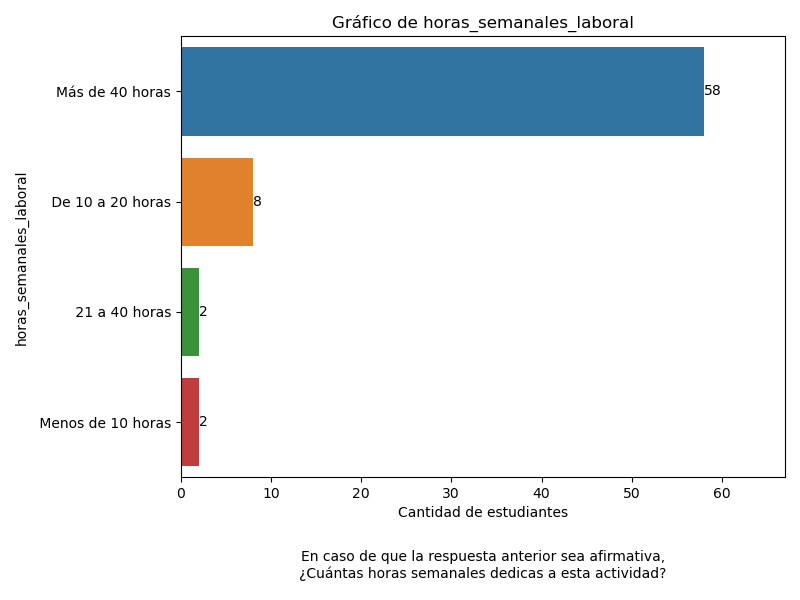 Gráfico de horas_semanales_laboral
horas_semanales_laboral
Más de 40 horas
58
De 10 a 20 horas
8
21 a 40 horas
2
Menos de 10 horas
2
0 10 20 30 40 50 60
Cantidad de estudiantes
En caso de que la respuesta anterior sea afirmativa,
¿Cuántas horas semanales dedicas a esta actividad?